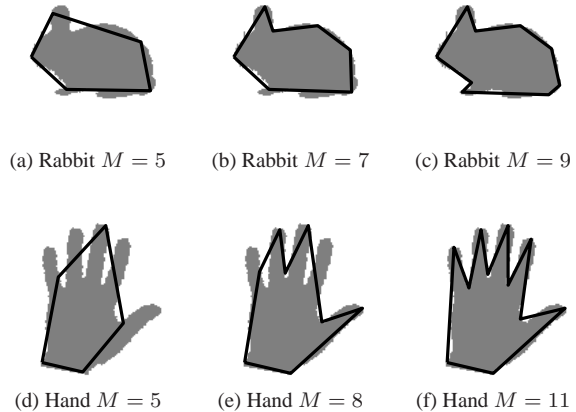 (a) Rabbit M = 5
(b) Rabbit M = 7
(c) Rabbit M = 9
(d) Hand M = 5
(e) Hand M = 8
(f) Hand M = 11